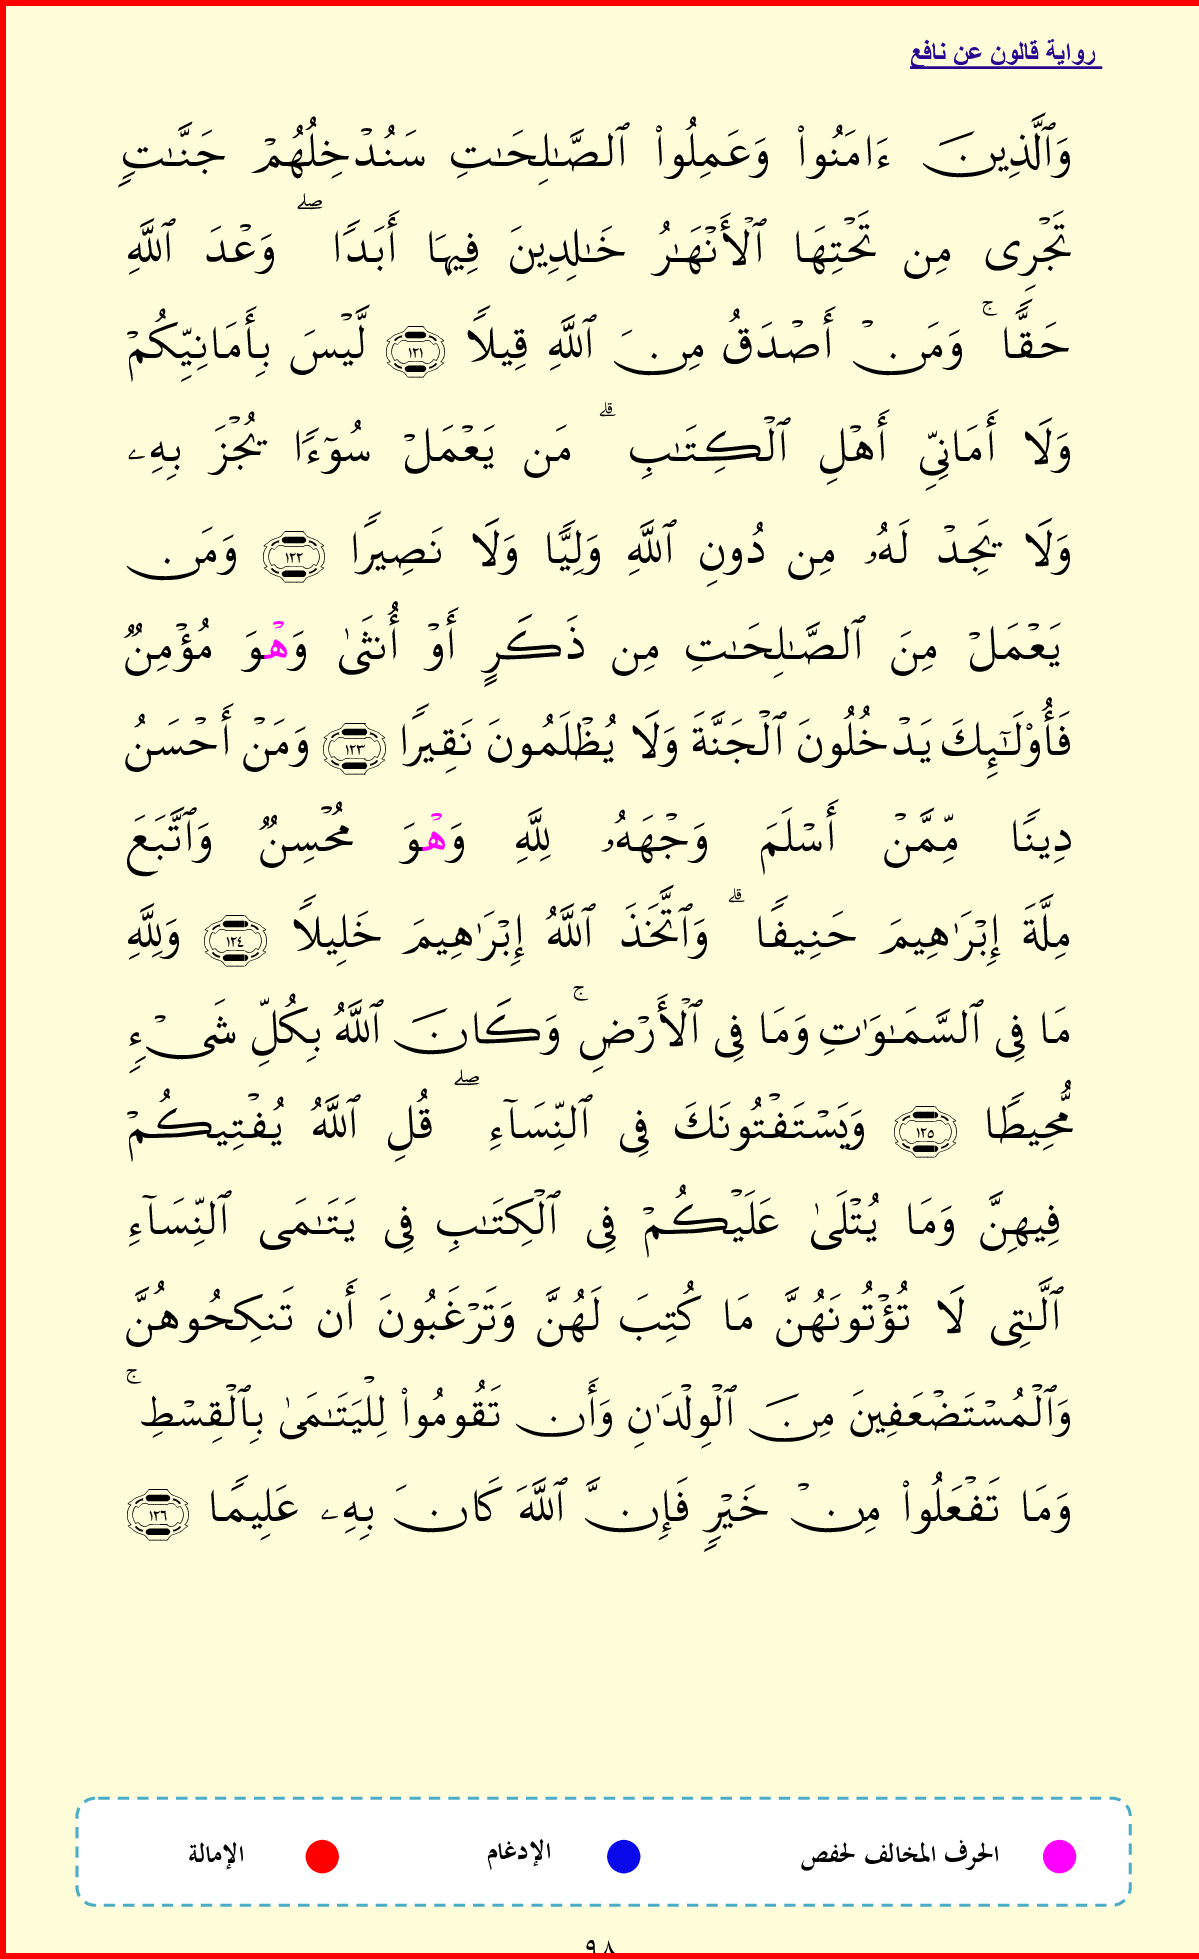 رواية قالون عن نافع
وَٱلَّذِينَ ءَامَنُوا۟ وَعَمِلُوا۟ ٱلصَّـٰلِحَـٰتِ سَنُدۡخِلُهُمۡ جَنَّـٰتٍ
تَجۡرِى مِن تَحۡتِهَا ٱلۡأَنۡهَـٰرُ خَـٰلِدِينَ فِيهَا أَبَدًا ۖ وَعۡدَ ٱللَّهِ
حَقًّا ۚ وَمَنۡ أَصۡدَقُ مِنَ ٱللَّهِ قِيلًا ١٢١ لَّيۡسَ بِأَمَانِيِّكُمۡ
وَلَا أَمَانِىِّ أَهۡلِ ٱلۡكِتَـٰبِ ۗ مَن يَعۡمَلۡ سُوٓءًا يُجۡزَ بِهِۦ
وَلَا يَجِدۡ لَهُۥ مِن دُونِ ٱللَّهِ وَلِيًّا وَلَا نَصِيرًا ١٢٢ وَمَن
يَعۡمَلۡ مِنَ ٱلصَّـٰلِحَـٰتِ مِن ذَكَرٍ أَوۡ أُنثَىٰ وَهۡوَ مُؤۡمِنٌ
فَأُو۟لَـٰٓئِكَ يَدۡخُلُونَ ٱلۡجَنَّةَ وَلَا يُظۡلَمُونَ نَقِيرًا ١٢٣ وَمَنۡ أَحۡسَنُ
دِينًا مِّمَّنۡ أَسۡلَمَ وَجۡهَهُۥ لِلَّهِ وَهۡوَ مُحۡسِنٌ وَٱتَّبَعَ
مِلَّةَ إِبۡرَٰهِيمَ حَنِيفًا ۗ وَٱتَّخَذَ ٱللَّهُ إِبۡرَٰهِيمَ خَلِيلًا ١٢٤ وَلِلَّهِ
مَا فِى ٱلسَّمَـٰوَٰتِ وَمَا فِى ٱلۡأَرۡضِ ۚ وَكَانَ ٱللَّهُ بِكُلِّ شَىۡءٍ
مُّحِيطًا ١٢٥ وَيَسۡتَفۡتُونَكَ فِى ٱلنِّسَآءِ ۖ قُلِ ٱللَّهُ يُفۡتِيكُمۡ
فِيهِنَّ وَمَا يُتۡلَىٰ عَلَيۡكُمۡ فِى ٱلۡكِتَـٰبِ فِى يَتَـٰمَى ٱلنِّسَآءِ
ٱلَّـٰتِى لَا تُؤۡتُونَهُنَّ مَا كُتِبَ لَهُنَّ وَتَرۡغَبُونَ أَن تَنكِحُوهُنَّ
وَٱلۡمُسۡتَضۡعَفِينَ مِنَ ٱلۡوِلۡدَٰنِ وَأَن تَقُومُوا۟ لِلۡيَتَـٰمَىٰ بِٱلۡقِسۡطِ ۚ
وَمَا تَفۡعَلُوا۟ مِنۡ خَيۡرٍ فَإِنَّ ٱللَّهَ كَانَ بِهِۦ عَلِيمًا ١٢٦
الحرف المخالف لحفص الإدغام الإمالة
٩٨